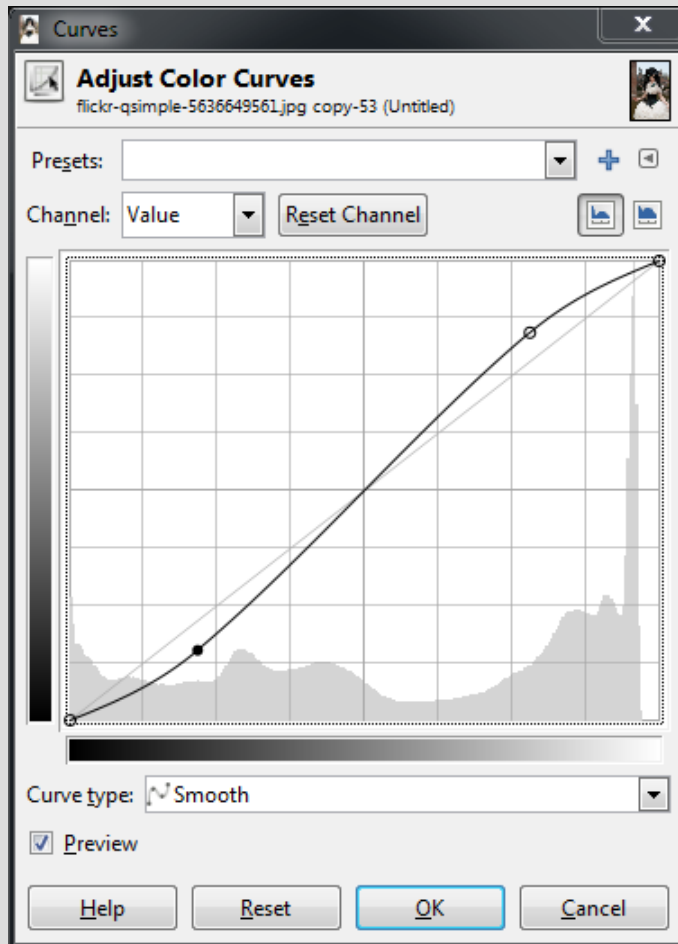 Curves
Adjust Color Curves
flickr-qsimple-5636649561.jpg copy-53 (Untitled)
Presets:
Channel: Value Reset Channel
Curve type: Smooth
Preview
Help Reset OK Cancel